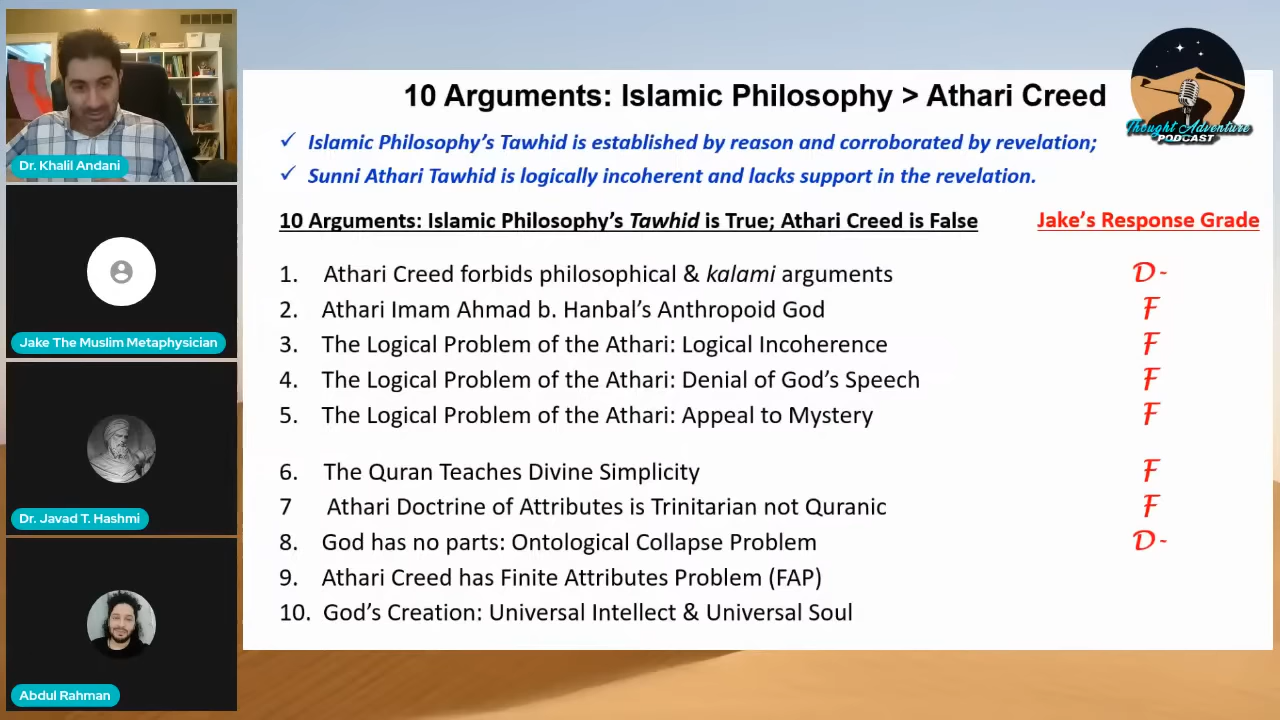 10 Arguments: Islamic Philosophy > Athari Creed
Thought Adventure
PODCAST
✓ Islamic Philosophy's Tawhid is established by reason and corroborated by revelation;
✓ Sunni Athari Tawhid is logically incoherent and lacks support in the revelation.
10 Arguments: Islamic Philosophy's Tawhid is True; Athari Creed is False
Jake's Response Grade
1. Athari Creed forbids philosophical & kalami arguments D-
2. Athari Imam Ahmad b. Hanbal's Anthropoid God F
3. The Logical Problem of the Athari: Logical Incoherence F
4. The Logical Problem of the Athari: Denial of God's Speech F
5. The Logical Problem of the Athari: Appeal to Mystery F
6. The Quran Teaches Divine Simplicity F
7 Athari Doctrine of Attributes is Trinitarian not Quranic F
8. God has no parts: Ontological Collapse Problem D-
9. Athari Creed has Finite Attributes Problem (FAP)
10. God's Creation: Universal Intellect & Universal Soul
Dr. Khalil Andani
Jake The Muslim Metaphysician
Dr. Javad T. Hashmi
Abdul Rahman